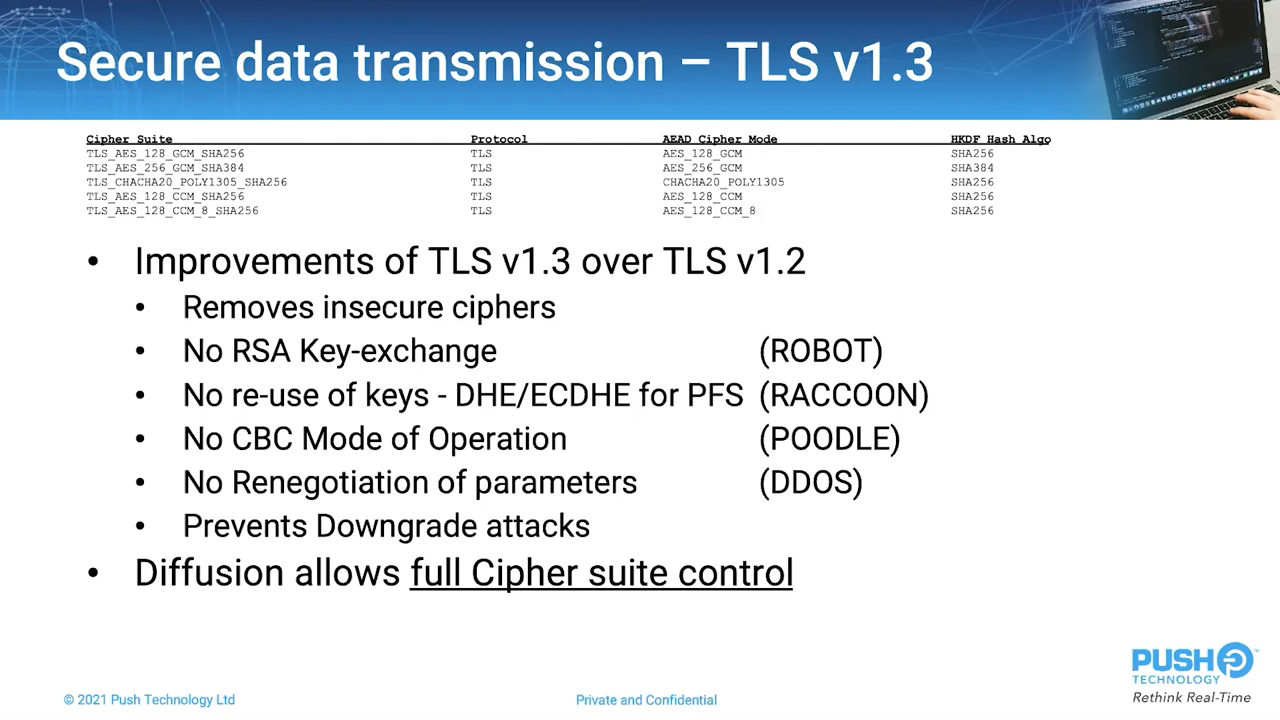 Secure data transmission – TLS v1.3
Cipher Suite Protocol AEAD Cipher Mode HKDF Hash Algo
TLS_AES_128_GCM_SHA256 TLS AES_128_GCM SHA256
TLS_AES_256_GCM_SHA384 TLS AES_256_GCM SHA384
TLS_CHACHA20_POLY1305_SHA256 TLS CHACHA20_POLY1305 SHA256
TLS_AES_128_CCM_SHA256 TLS AES_128_CCM SHA256
TLS_AES_128_CCM_8_SHA256 TLS AES_128_CCM_8 SHA256
• Improvements of TLS v1.3 over TLS v1.2
• Removes insecure ciphers
• No RSA Key-exchange (ROBOT)
• No re-use of keys - DHE/ECDHE for PFS (RACCOON)
• No CBC Mode of Operation (POODLE)
• No Renegotiation of parameters (DDOS)
• Prevents Downgrade attacks
• Diffusion allows full Cipher suite control
PUSH
TECHNOLOGY
Rethink Real-Time
© 2021 Push Technology Ltd Private and Confidential